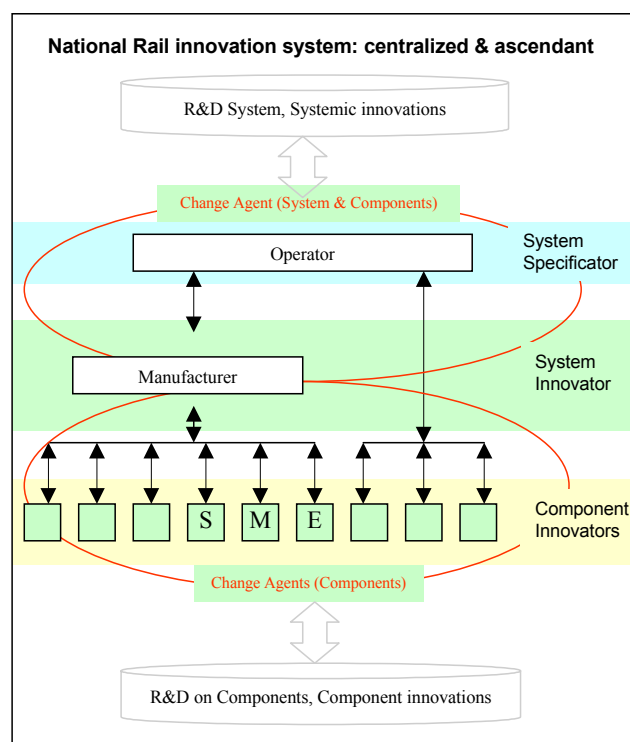 National Rail innovation system: centralized & ascendant
R&D System, Systemic innovations
Change Agent (System & Components)
Operator
System
Specificator
Manufacturer
System
Innovator
S M E
Component
Innovators
Change Agents (Components)
R&D on Components, Component innovations